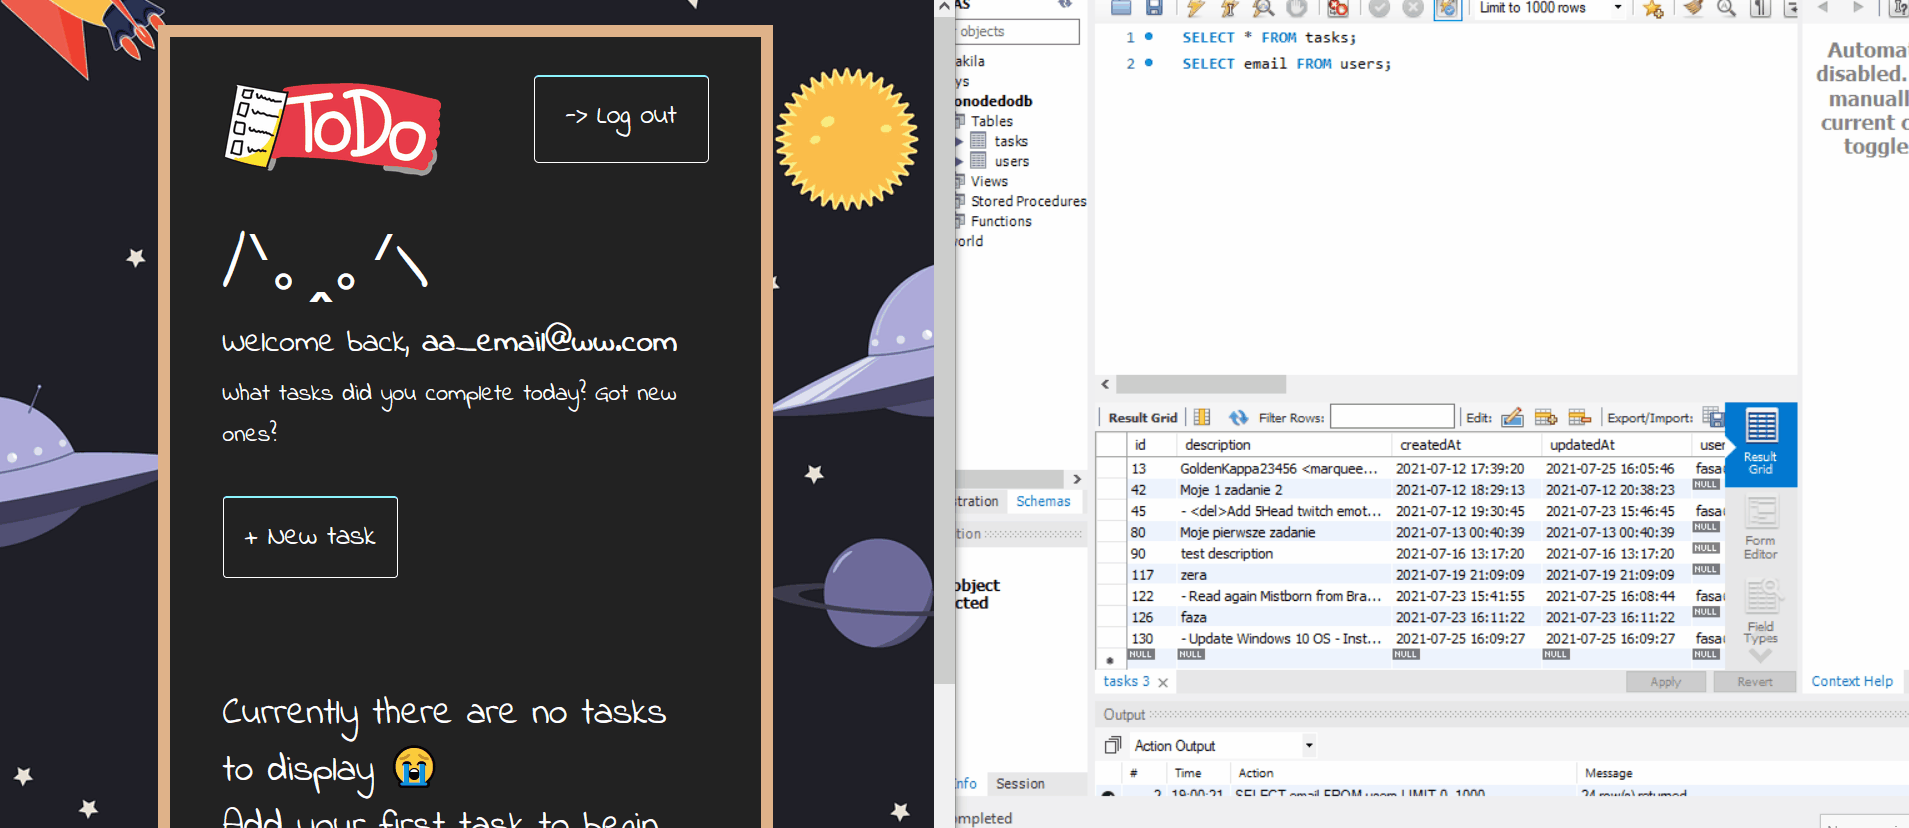 ToDo
-> Log out
/\ o ^ o /\
Welcome back, aa_email@ww.com
What tasks did you complete today? Got new
ones?
+ New task
Currently there are no tasks
to display 😭
Add your first task to begin
objects
akila
ys
onodedodb
Tables
tasks
users
Views
Stored Procedures
Functions
orld
stration Schemas
tion
object
cted
nfo Session
ompleted
Limit to 1000 rows
1 SELECT * FROM tasks;
2 SELECT email FROM users;
Result Grid Filter Rows: Edit: Export/Import:
id description createdAt updatedAt user
13 GoldenKappa23456 <marquee... 2021-07-12 17:39:20 2021-07-25 16:05:46 fasa
42 Moje 1 zadanie 2 2021-07-12 18:29:13 2021-07-12 20:38:23 NULL
45 - <del>Add 5Head twitch emot... 2021-07-12 19:30:45 2021-07-23 15:46:45 fasa
80 Moje pierwsze zadanie 2021-07-13 00:40:39 2021-07-13 00:40:39 NULL
90 test description 2021-07-16 13:17:20 2021-07-16 13:17:20 NULL
117 zera 2021-07-19 21:09:09 2021-07-19 21:09:09 NULL
122 - Read again Mistborn from Bra... 2021-07-23 15:41:55 2021-07-25 16:08:44 fasa
126 faza 2021-07-23 16:11:22 2021-07-23 16:11:22 NULL
130 - Update Windows 10 OS - Inst... 2021-07-25 16:09:27 2021-07-25 16:09:27 fasa
NULL NULL NULL NULL NULL
Result
Grid
Form
Editor
Field
Types
tasks 3 Apply Revert
Output
Action Output
# Time Action Message
2 19:00:21 SELECT email FROM users LIMIT 0, 1000 24 row(s) returned
Automa
disabled.
manuall
current c
toggle
Context Help